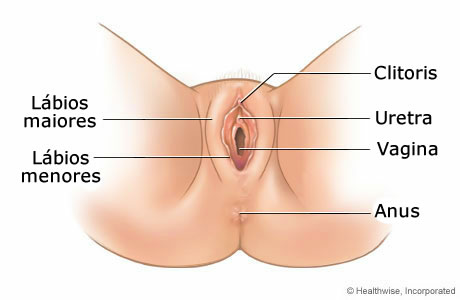 Clitoris
Lábios
maiores
Uretra
Vagina
Lábios
menores
Anus
© Healthwise, Incorporated